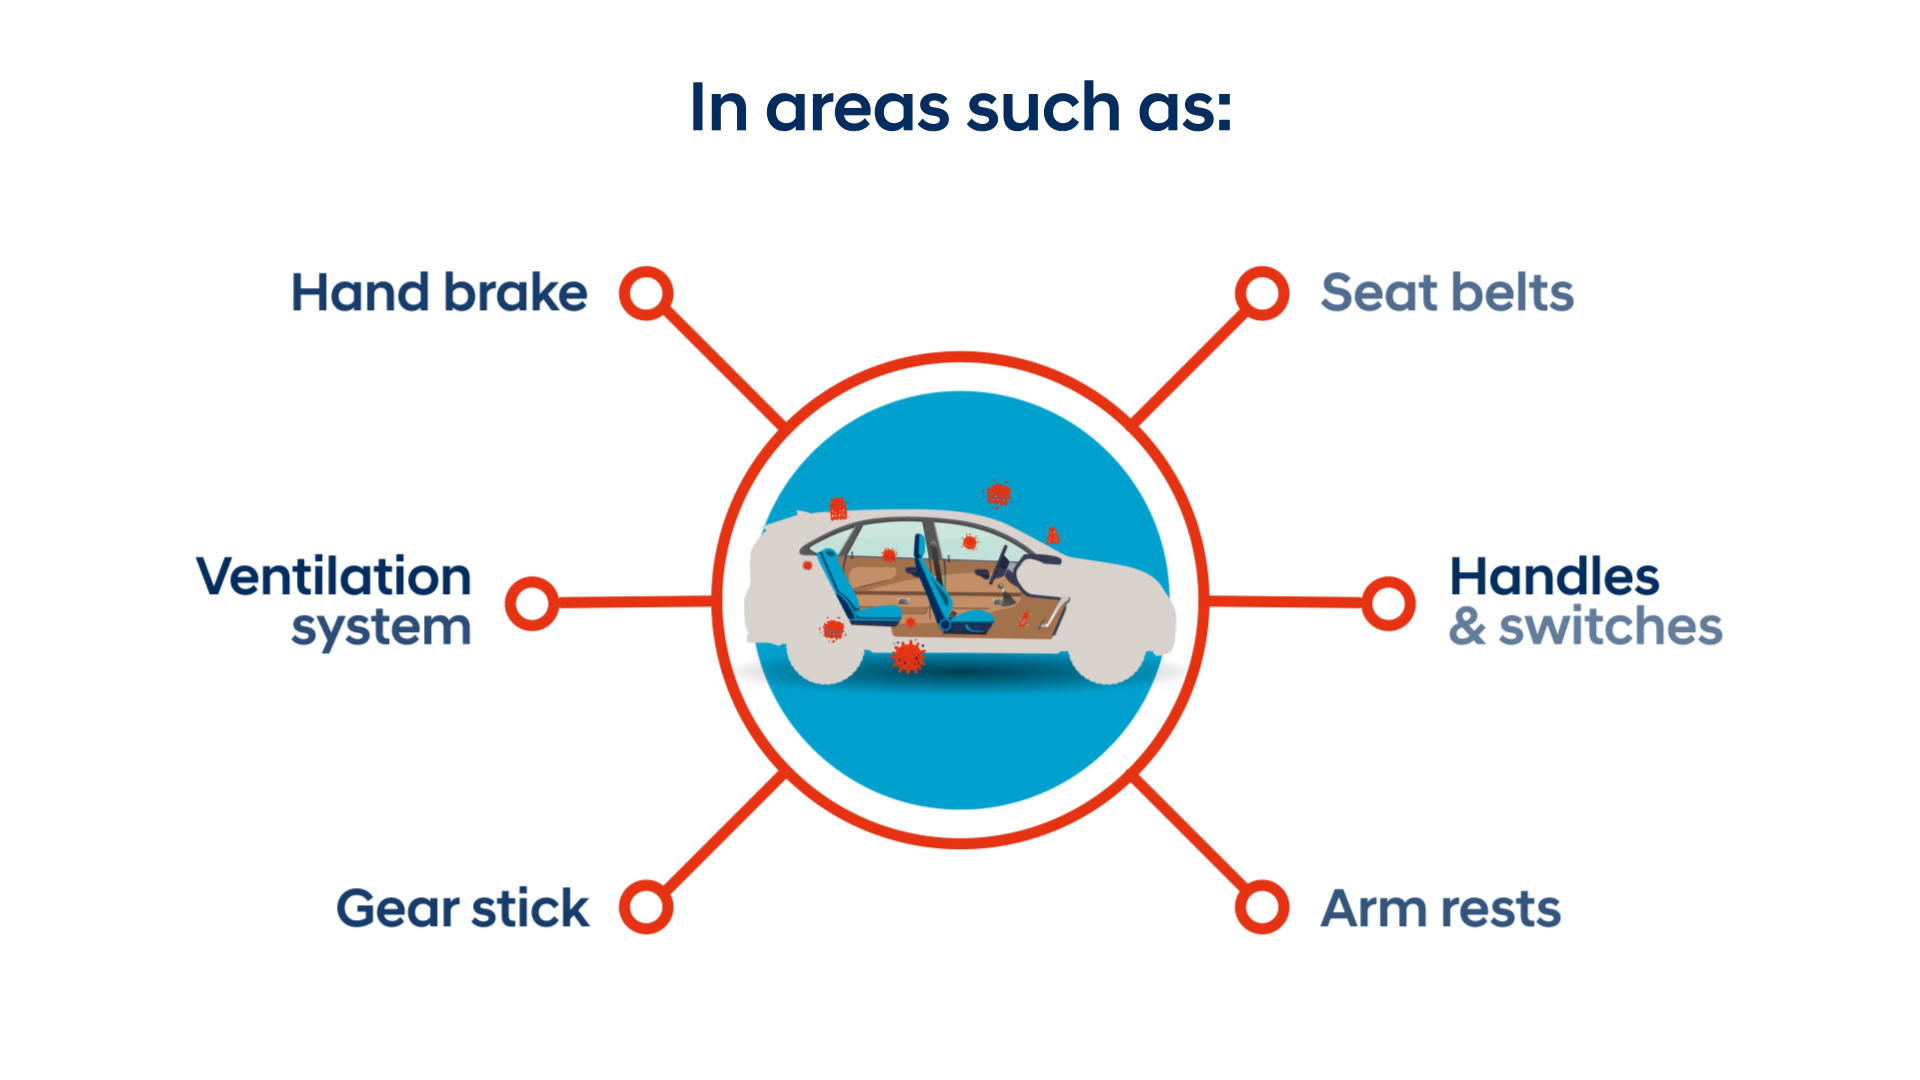 In areas such as:
Hand brake
Seat belts
Ventilation
system
Handles
& switches
Gear stick
Arm rests